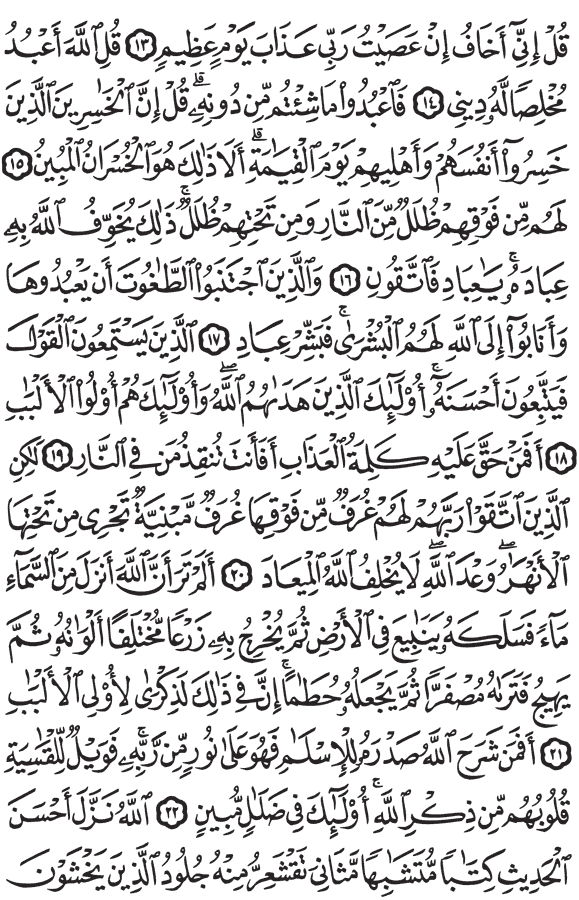 قُلْ إِنِّىٓ أَخَافُ إِنْ عَصَيْتُ رَبِّى عَذَابَ يَوْمٍ عَظِيمٍ ١٣ قُلِ ٱللَّهَ أَعْبُدُ
مُخْلِصًا لَّهُۥ دِينِى ١٤ فَٱعْبُدُوا۟ مَا شِئْتُم مِّن دُونِهِۦ ۗ قُلْ إِنَّ ٱلْخَـٰسِرِينَ ٱلَّذِينَ
خَسِرُوٓا۟ أَنفُسَهُمْ وَأَهْلِيهِمْ يَوْمَ ٱلْقِيَـٰمَةِ ۗ أَلَا ذَٰلِكَ هُوَ ٱلْخُسْرَانُ ٱلْمُبِينُ ١٥
لَهُم مِّن فَوْقِهِمْ ظُلَلٌ مِّنَ ٱلنَّارِ وَمِن تَحْتِهِمْ ظُلَلٌ ۚ ذَٰلِكَ يُخَوِّفُ ٱللَّهُ بِهِۦ
عِبَادَهُۥ ۚ يَـٰعِبَادِ فَٱتَّقُونِ ١٦ وَٱلَّذِينَ ٱجْتَنَبُوا۟ ٱلطَّـٰغُوتَ أَن يَعْبُدُوهَا
وَأَنَابُوٓا۟ إِلَى ٱللَّهِ لَهُمُ ٱلْبُشْرَىٰ ۚ فَبَشِّرْ عِبَادِ ١٧ ٱلَّذِينَ يَسْتَمِعُونَ ٱلْقَوْلَ
فَيَتَّبِعُونَ أَحْسَنَهُۥٓ ۚ أُو۟لَـٰٓئِكَ ٱلَّذِينَ هَدَىٰهُمُ ٱللَّهُ ۖ وَأُو۟لَـٰٓئِكَ هُمْ أُو۟لُوا۟ ٱلْأَلْبَـٰبِ
١٨ أَفَمَنْ حَقَّ عَلَيْهِ كَلِمَةُ ٱلْعَذَابِ أَفَأَنتَ تُنقِذُ مَن فِى ٱلنَّارِ ١٩ لَـٰكِنِ
ٱلَّذِينَ ٱتَّقَوْا۟ رَبَّهُمْ لَهُمْ غُرَفٌ مِّن فَوْقِهَا غُرَفٌ مَّبْنِيَّةٌ تَجْرِى مِن تَحْتِهَا
ٱلْأَنْهَـٰرُ ۖ وَعْدَ ٱللَّهِ ۖ لَا يُخْلِفُ ٱللَّهُ ٱلْمِيعَادَ ٢٠ أَلَمْ تَرَ أَنَّ ٱللَّهَ أَنزَلَ مِنَ ٱلسَّمَآءِ
مَآءً فَسَلَكَهُۥ يَنَـٰبِيعَ فِى ٱلْأَرْضِ ثُمَّ يُخْرِجُ بِهِۦ زَرْعًا مُّخْتَلِفًا أَلْوَٰنُهُۥ ثُمَّ
يَهِيجُ فَتَرَىٰهُ مُصْفَرًّا ثُمَّ يَجْعَلُهُۥ حُطَـٰمًا ۚ إِنَّ فِى ذَٰلِكَ لَذِكْرَىٰ لِأُو۟لِى ٱلْأَلْبَـٰبِ
٢١ أَفَمَن شَرَحَ ٱللَّهُ صَدْرَهُۥ لِلْإِسْلَـٰمِ فَهُوَ عَلَىٰ نُورٍ مِّن رَّبِّهِۦ ۚ فَوَيْلٌ لِّلْقَـٰسِيَةِ
قُلُوبُهُم مِّن ذِكْرِ ٱللَّهِ ۚ أُو۟لَـٰٓئِكَ فِى ضَلَـٰلٍ مُّبِينٍ ٢٢ ٱللَّهُ نَزَّلَ أَحْسَنَ
ٱلْحَدِيثِ كِتَـٰبًا مُّتَشَـٰبِهًا مَّثَانِىَ تَقْشَعِرُّ مِنْهُ جُلُودُ ٱلَّذِينَ يَخْشَوْنَ